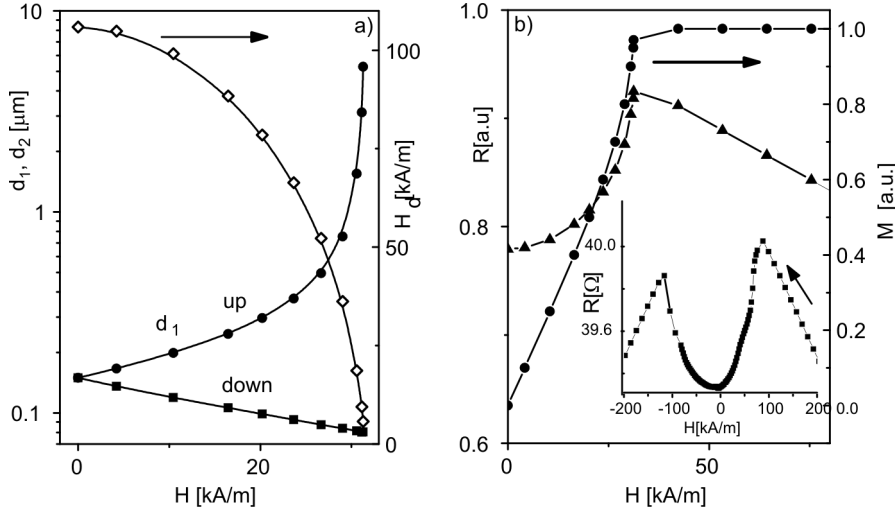 a)
10
1
0.1
d1, d2 [μm]
up
d1
down
0
20
H [kA/m]
100
50
0
H d [kA/m]
b)
1.0
0.8
0.6
R[a.u]
0
50
H [kA/m]
1.0
0.8
0.6
0.4
0.2
0.0
M [a.u.]
40.0
39.6
R[Ω]
-200
-100
0
100
200
H[kA/m]